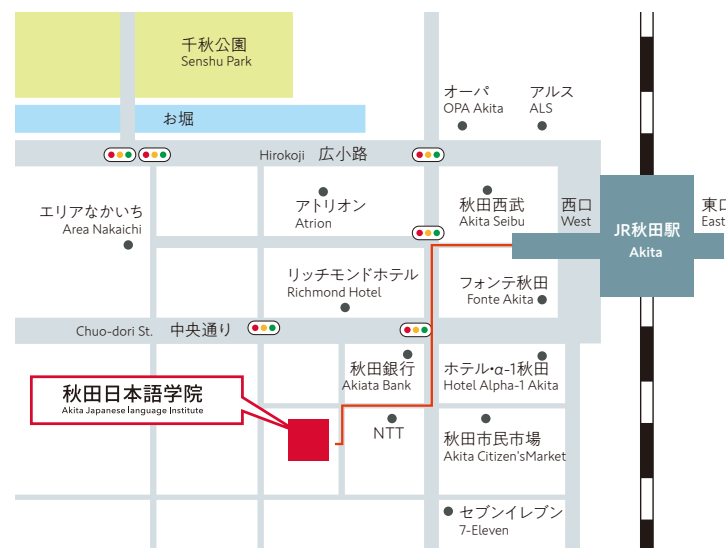 千秋公園
Senshu Park
お堀
オーパ
OPA Akita
アルス
ALS
Hirokoji 広小路
エリアなかいち
Area Nakaichi
アトリオン
Atrion
秋田西武
Akita Seibu
西口
West
JR秋田駅
Akita
東口
East
リッチモンドホテル
Richmond Hotel
フォンテ秋田
Fonte Akita
Chuo-dori St. 中央通り
秋田銀行
Akiata Bank
ホテル・α-1秋田
Hotel Alpha-1 Akita
秋田日本語学院
Akita Japanese language Institute
NTT
秋田市民市場
Akita Citizen'sMarket
セブンイレブン
7-Eleven